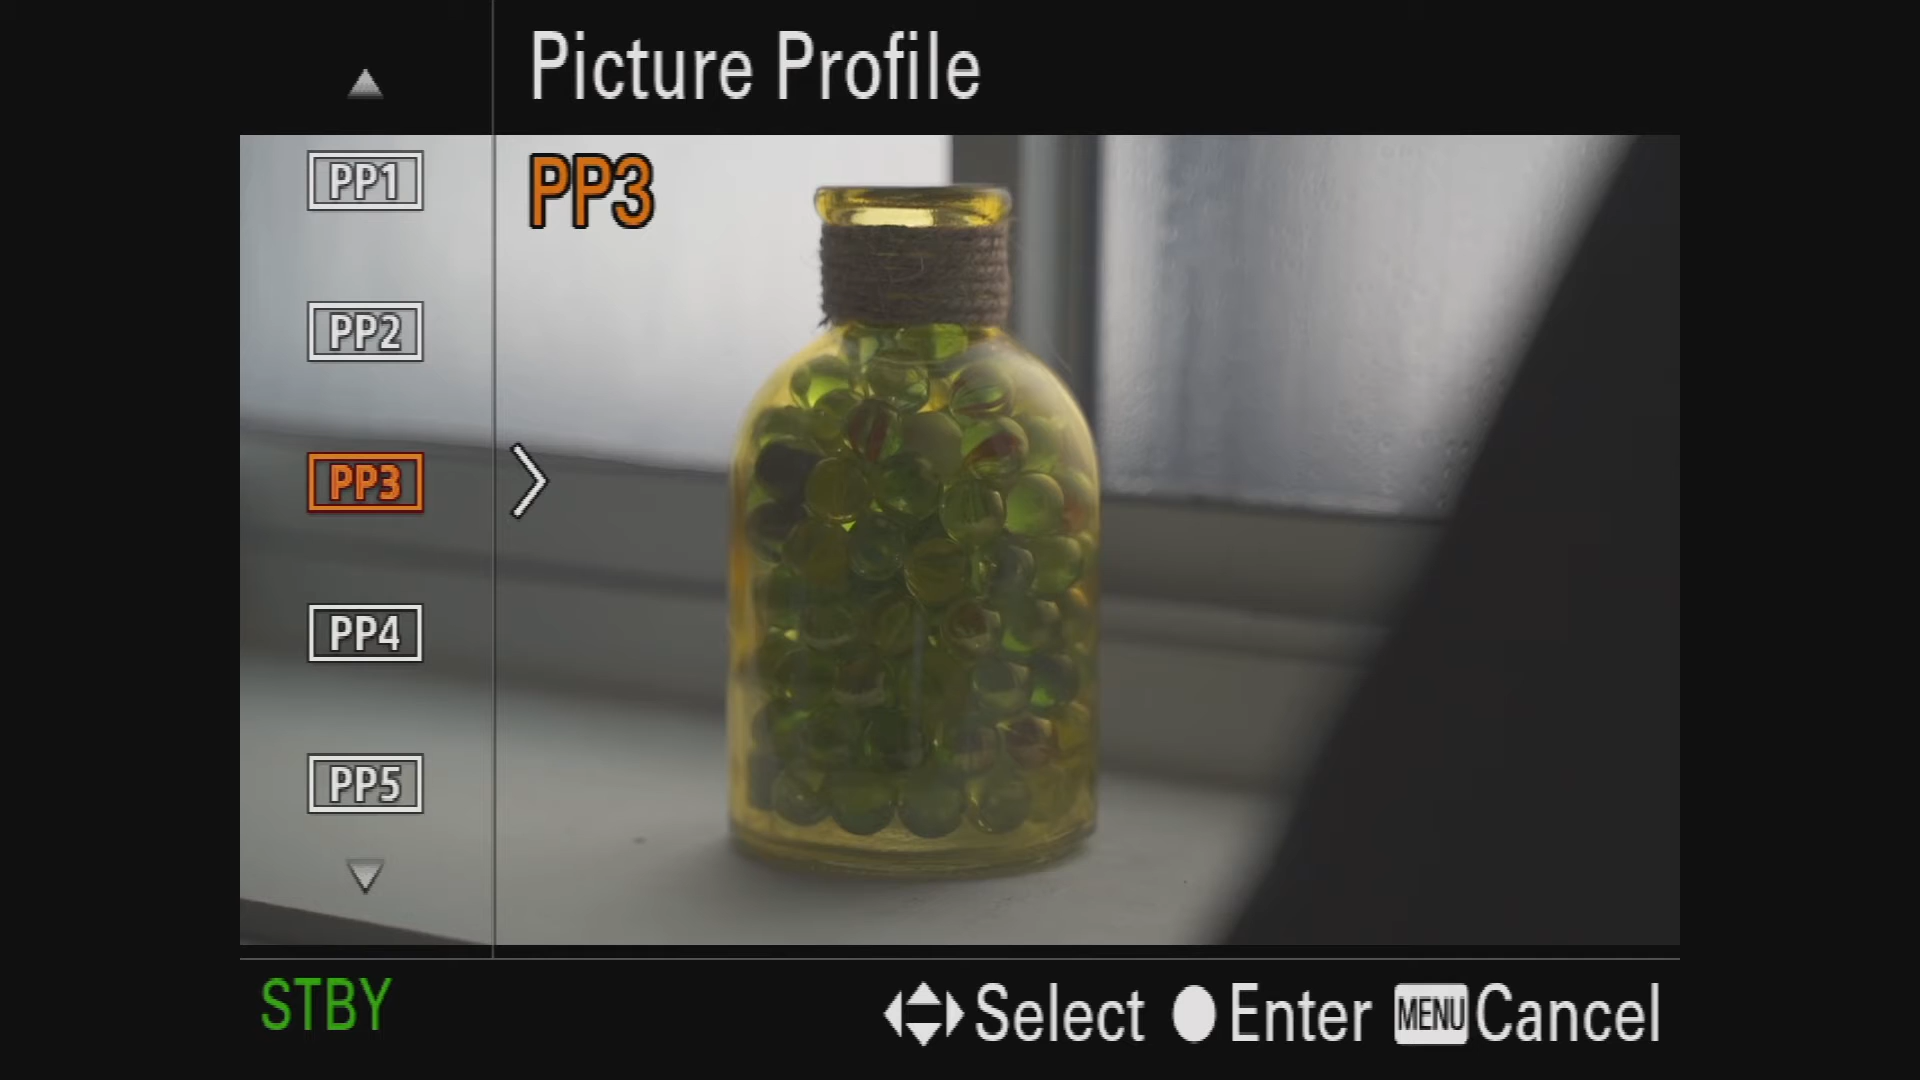 Picture Profile
PP1
PP3
PP2
PP3
PP4
PP5
STBY
Select Enter MENU Cancel